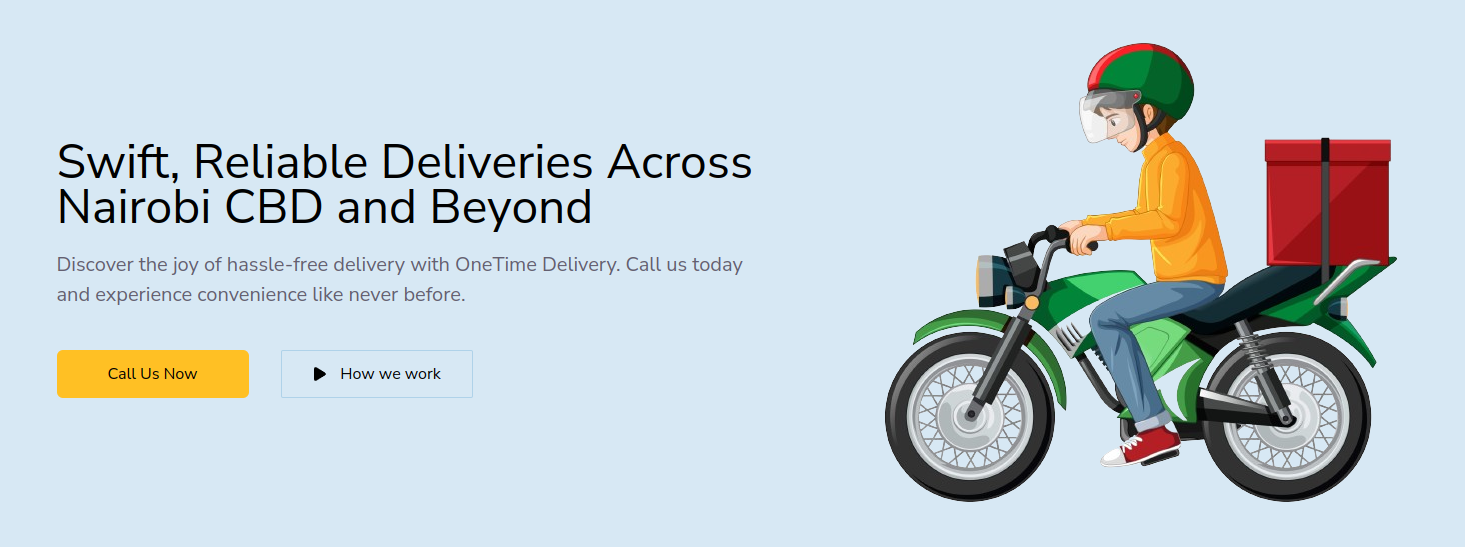 Swift, Reliable Deliveries Across
Nairobi CBD and Beyond
Discover the joy of hassle-free delivery with OneTime Delivery. Call us today
and experience convenience like never before.
Call Us Now
How we work